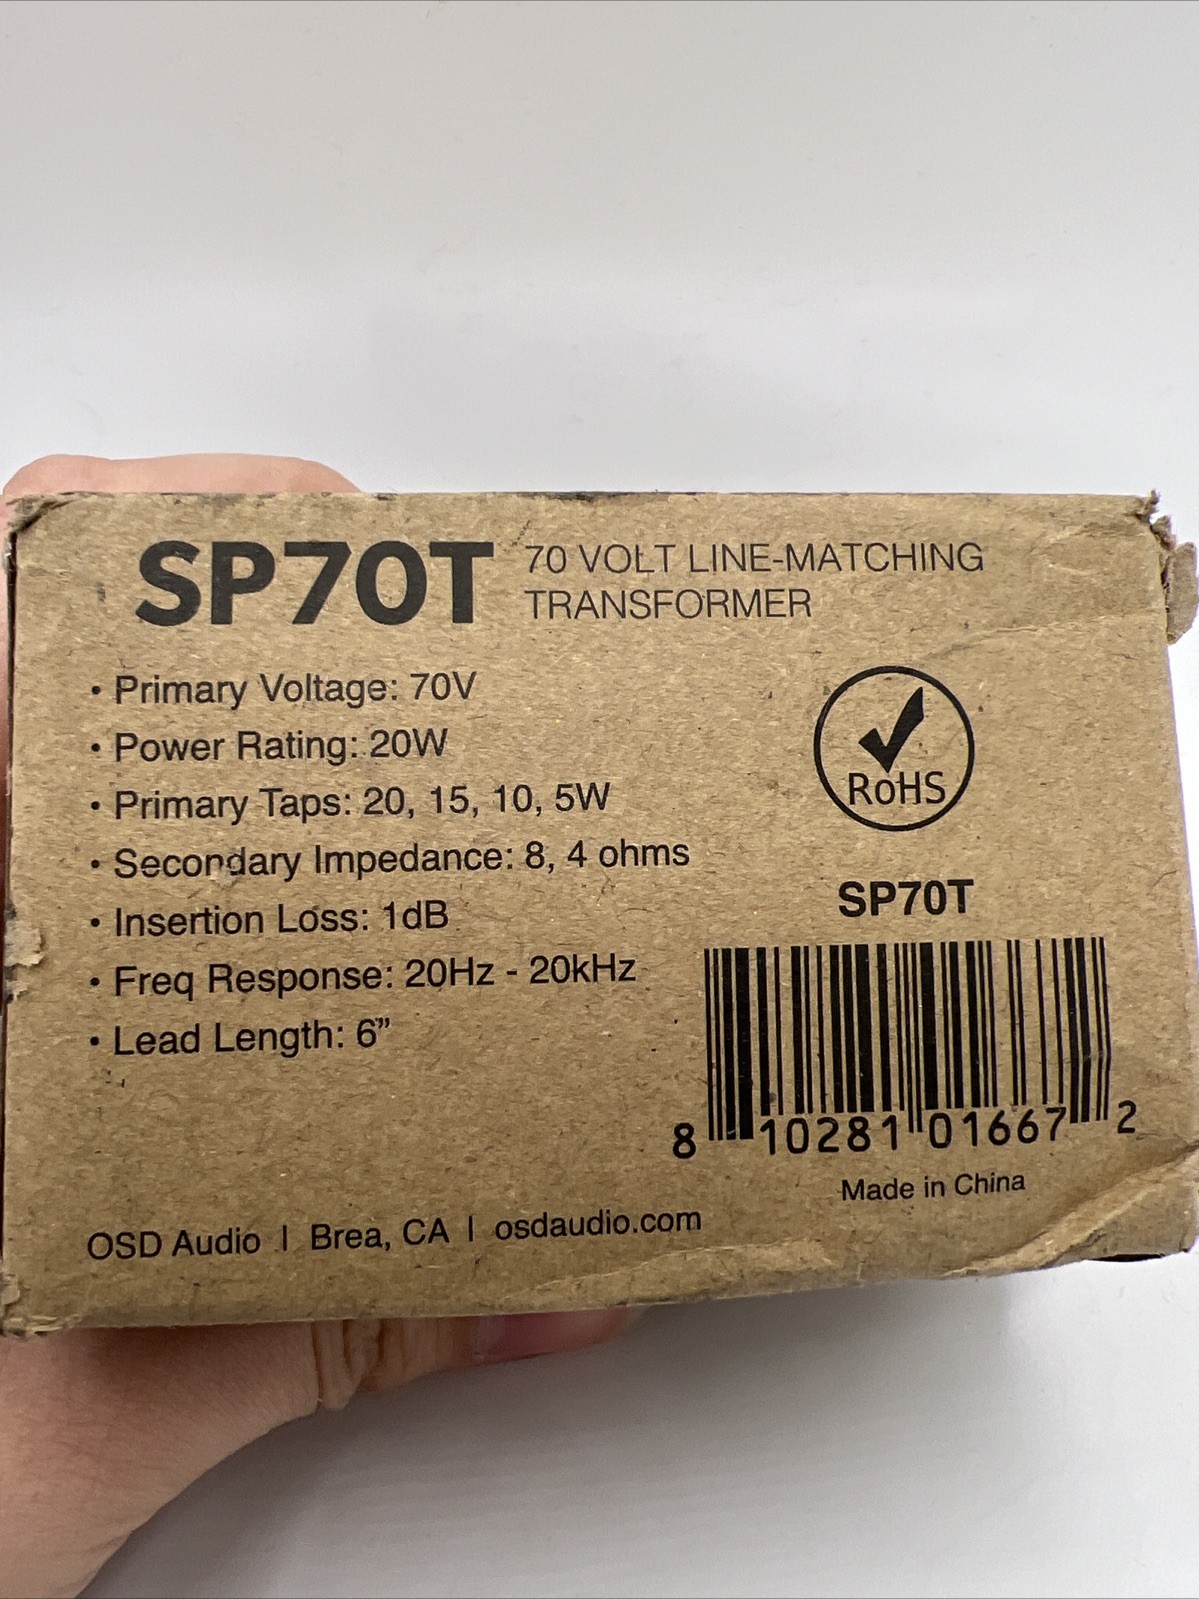 SP70T
70 VOLT LINE-MATCHING
TRANSFORMER
• Primary Voltage: 70V
• Power Rating: 20W
• Primary Taps: 20, 15, 10, 5W
• Secondary Impedance: 8, 4 ohms
• Insertion Loss: 1dB
• Freq Response: 20Hz - 20kHz
• Lead Length: 6”
RoHS
SP70T
8 10281 01667 2
Made in China
OSD Audio | Brea, CA | osdaudio.com